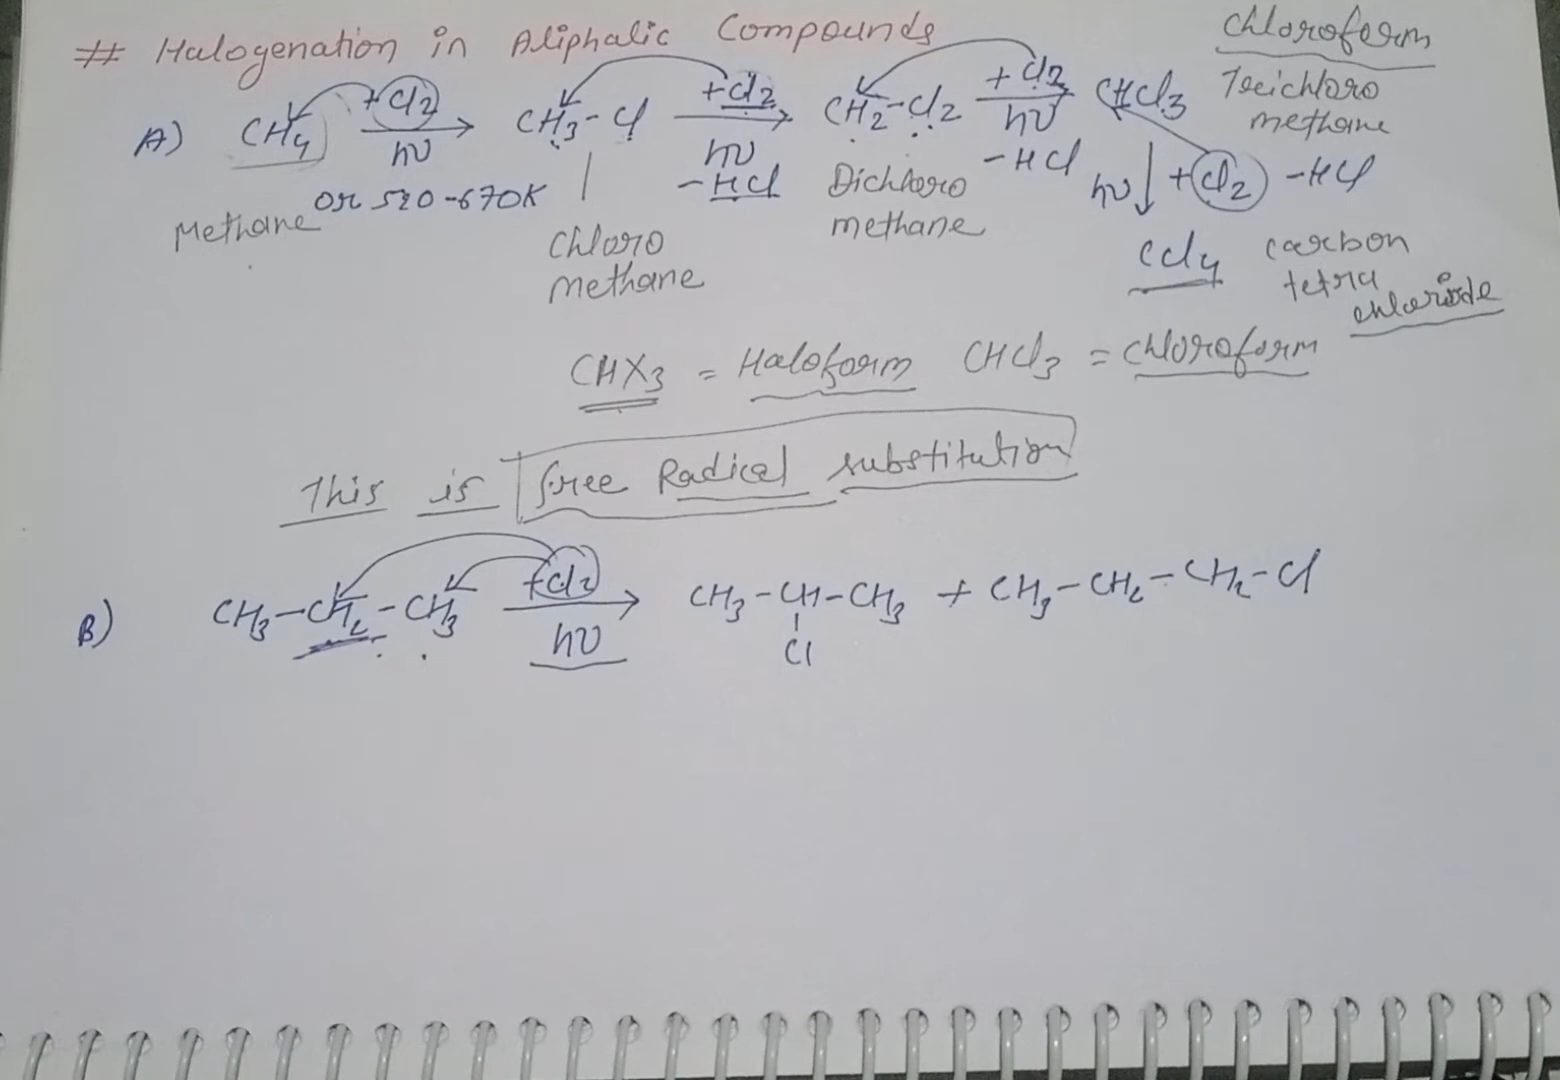 # Halogenation in Aliphalic Compounds
Chloroform
A) CH4 +Cl2 hν CH3-Cl +Cl2 hν CH2-Cl2 +Cl2 hν CHCl3 Trichloro methane
or 520-670K -HCl -HCl hν +Cl2 -HCl
Methane Chloro methane Dichloro methane CCl4 carbon tetra chloride
CHX3 = Haloform CHCl3 = Chloroform
This is free Radical substitution
B) CH3-CH2-CH3 +Cl2 hν CH3-CH-CH3 + CH3-CH2-CH2-Cl
Cl